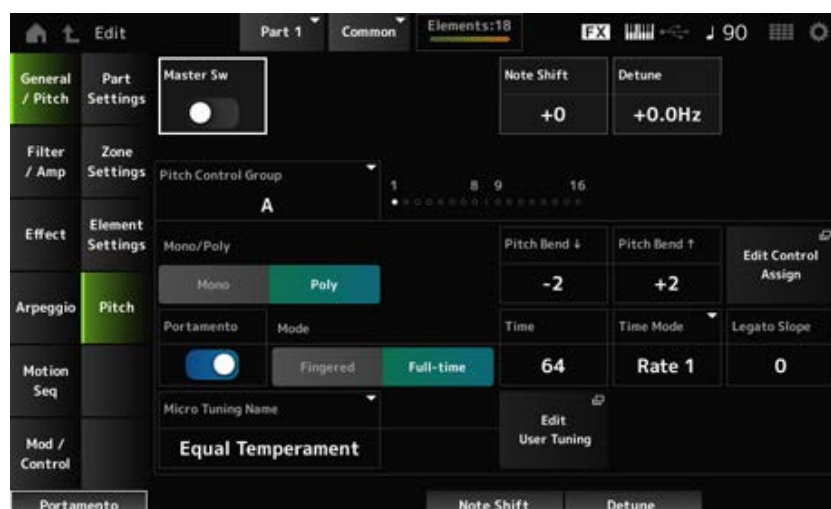 Edit
Part 1
Common
Elements:18
FX
90
General
/ Pitch
Part
Settings
Master Sw
Note Shift
+0
Detune
+0.0Hz
Filter
/ Amp
Zone
Settings
Pitch Control Group
A
1 8 9 16
Effect
Element
Settings
Mono/Poly
Mono
Poly
Pitch Bend ↓
-2
Pitch Bend ↑
+2
Edit Control
Assign
Arpeggio
Pitch
Portamento
Mode
Fingered
Full-time
Time
64
Time Mode
Rate 1
Legato Slope
0
Motion
Seq
Micro Tuning Name
Equal Temperament
Edit
User Tuning
Mod /
Control
Portamento
Note Shift
Detune